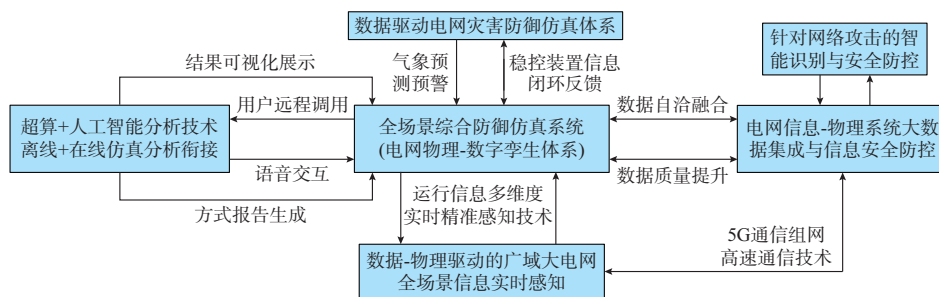 数据驱动电网灾害防御仿真体系
针对网络攻击的智
能识别与安全防控
结果可视化展示
气象预
测预警
稳控装置信息
闭环反馈
用户远程调用
数据自洽融合
超算+人工智能分析技术
离线+在线仿真分析衔接
全场景综合防御仿真系统
(电网物理-数字孪生体系)
电网信息-物理系统大数
据集成与信息安全防控
语音交互
数据质量提升
方式报告生成
运行信息多维度
实时精准感知技术
5G通信组网
高速通信技术
数据-物理驱动的广域大电网
全场景信息实时感知